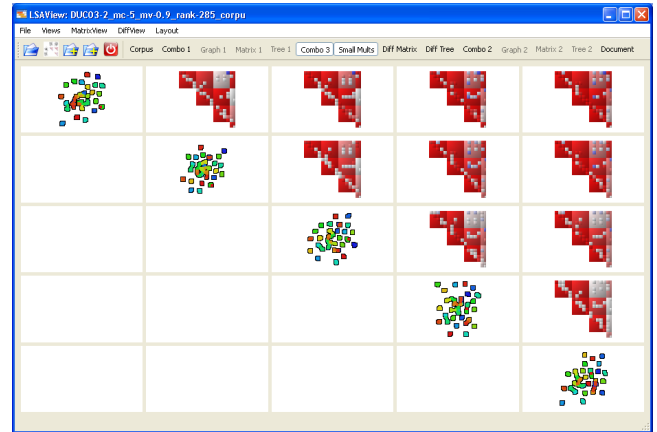 LSAView: DUC03-2_mc-5_mv-0.9_rank-285_corpu
File Views MatrixView DiffView Layout
Corpus Combo 1 Graph 1 Matrix 1 Tree 1 Combo 3 Small Mults Diff Matrix Diff Tree Combo 2 Graph 2 Matrix 2 Tree 2 Document